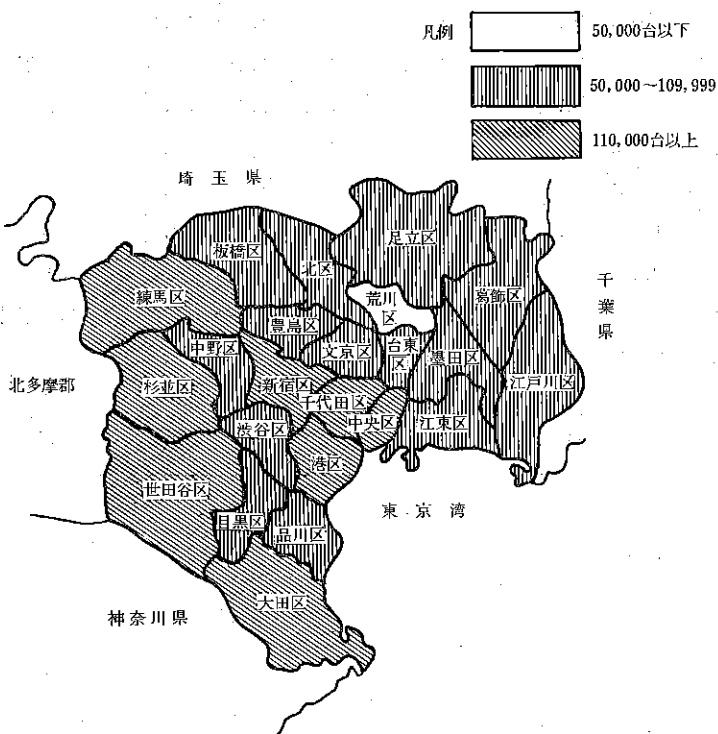 凡例
50,000台以下
50,000～109,999
110,000台以上
埼玉県
足立区
板橋区
北区
葛飾区
千葉県
練馬区
荒川
区
豊島区
中野区
文京区
台東
区
墨田区
江戸川区
北多摩郡
杉並区
新宿区
千代田区
中央区
江東区
渋谷区
港区
世田谷区
東京湾
目黒区
品川区
大田区
神奈川県